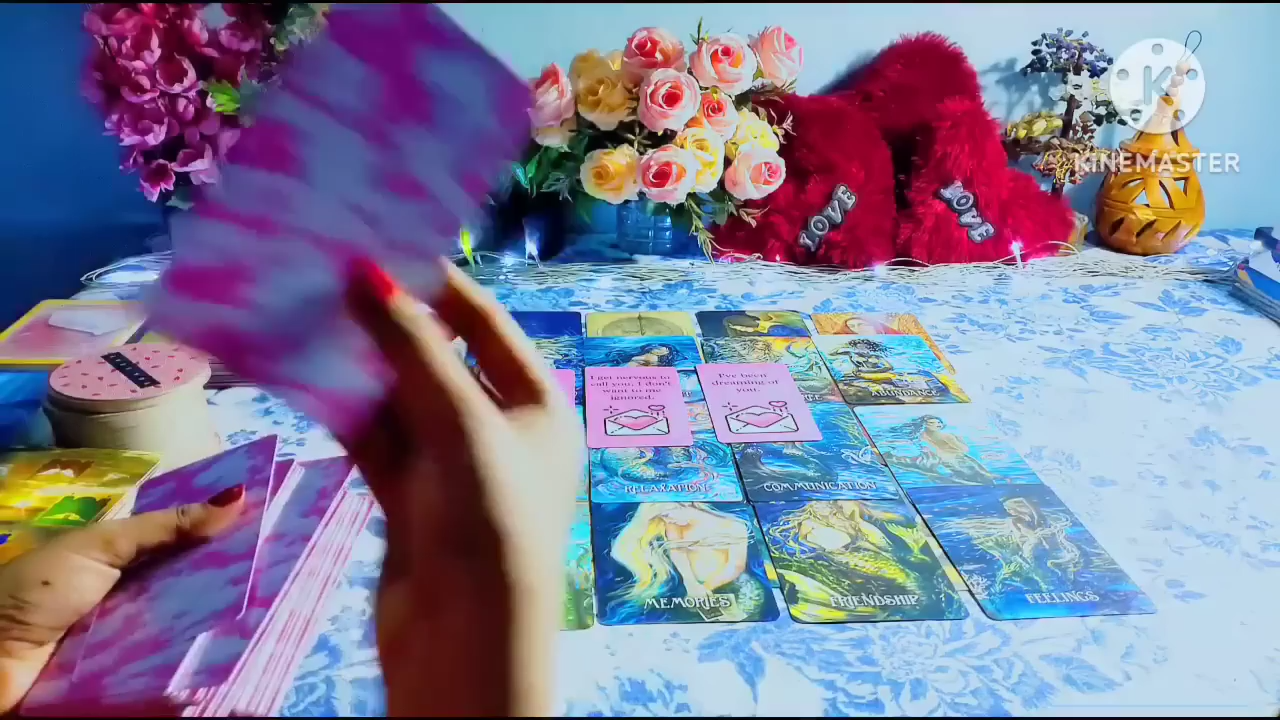 K
KINEMASTER
LOVE
LOVE
ABUNDANCE
I get nervous to
call you, I don't
want to me
ignored.
I've been
dreaming of
you.
RELAXATION
COMMUNICATION
MEMORIES
FRIENDSHIP
FEELINGS